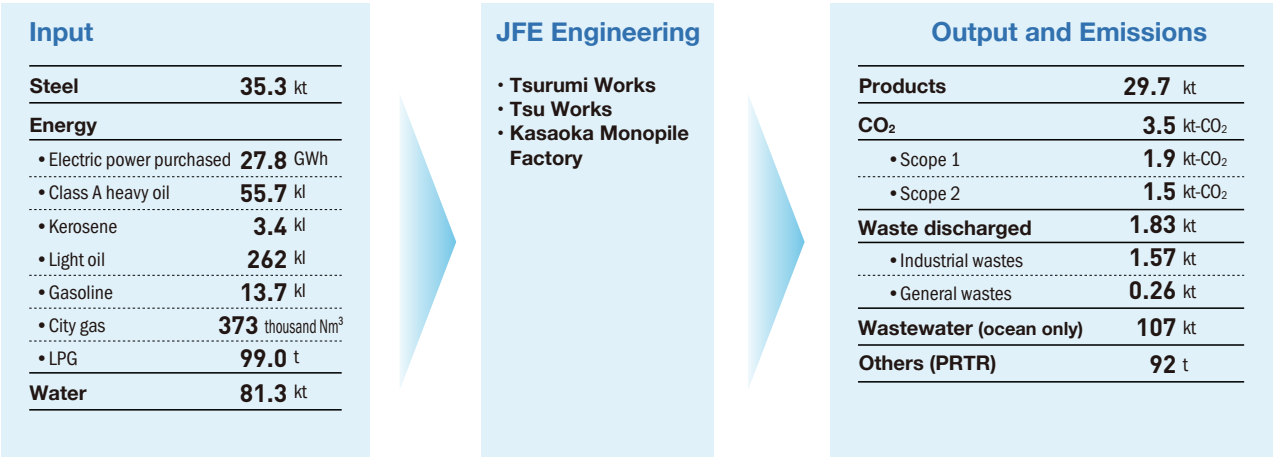 Input
Steel 35.3 kt
Energy
• Electric power purchased 27.8 GWh
• Class A heavy oil 55.7 kl
• Kerosene 3.4 kl
• Light oil 262 kl
• Gasoline 13.7 kl
• City gas 373 thousand Nm³
• LPG 99.0 t
Water 81.3 kt
JFE Engineering
・Tsurumi Works
・Tsu Works
・Kasaoka Monopile
Factory
Output and Emissions
Products 29.7 kt
CO₂ 3.5 kt-CO₂
• Scope 1 1.9 kt-CO₂
• Scope 2 1.5 kt-CO₂
Waste discharged 1.83 kt
• Industrial wastes 1.57 kt
• General wastes 0.26 kt
Wastewater (ocean only) 107 kt
Others (PRTR) 92 t